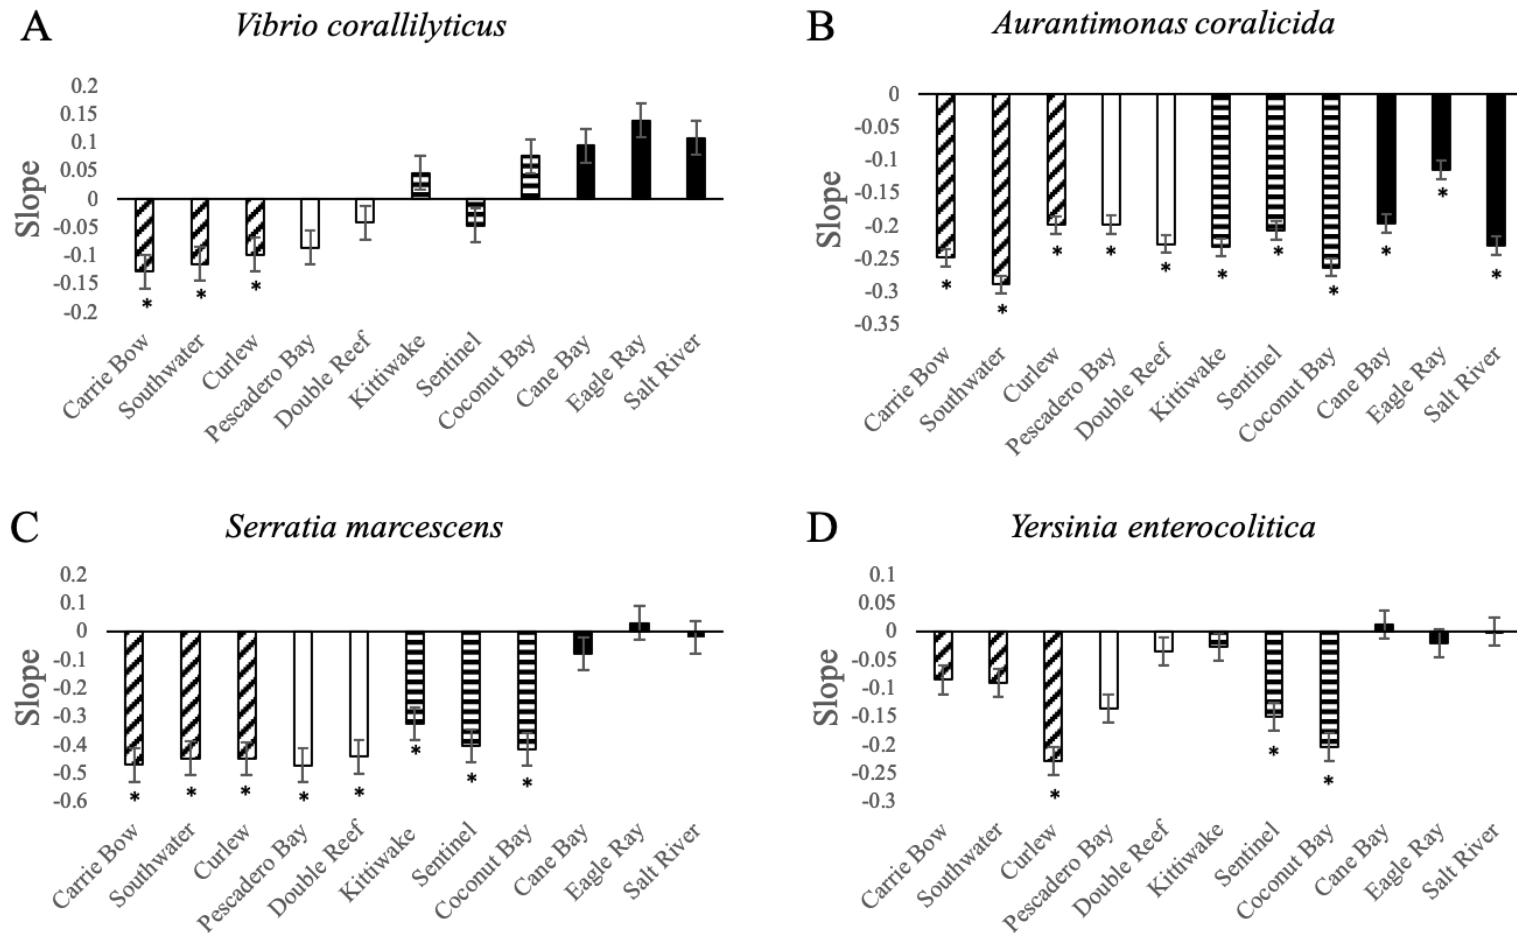 A
Vibrio corallilyticus
Slope
0.2
0.15
0.1
0.05
0
-0.05
-0.1
-0.15
-0.2
*
*
*
Carrie Bow
Southwater
Curlew
Pescadero Bay
Double Reef
Kittiwake
Sentinel
Coconut Bay
Cane Bay
Eagle Ray
Salt River
B
Aurantimonas coralicida
Slope
0
-0.05
-0.1
-0.15
-0.2
-0.25
-0.3
-0.35
*
*
*
*
*
*
*
*
*
*
*
Carrie Bow
Southwater
Curlew
Pescadero Bay
Double Reef
Kittiwake
Sentinel
Coconut Bay
Cane Bay
Eagle Ray
Salt River
C
Serratia marcescens
Slope
0.2
0.1
0
-0.1
-0.2
-0.3
-0.4
-0.5
-0.6
*
*
*
*
*
*
*
*
Carrie Bow
Southwater
Curlew
Pescadero Bay
Double Reef
Kittiwake
Sentinel
Coconut Bay
Cane Bay
Eagle Ray
Salt River
D
Yersinia enterocolitica
Slope
0.1
0.05
0
-0.05
-0.1
-0.15
-0.2
-0.25
-0.3
*
*
*
Carrie Bow
Southwater
Curlew
Pescadero Bay
Double Reef
Kittiwake
Sentinel
Coconut Bay
Cane Bay
Eagle Ray
Salt River